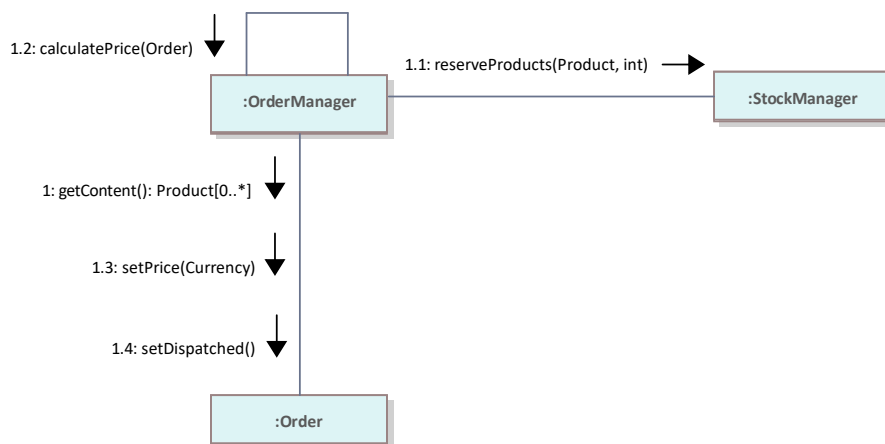 1.2: calculatePrice(Order)
1.1: reserveProducts(Product, int)
:OrderManager
:StockManager
1: getContent(): Product[0..*]
1.3: setPrice(Currency)
1.4: setDispatched()
:Order